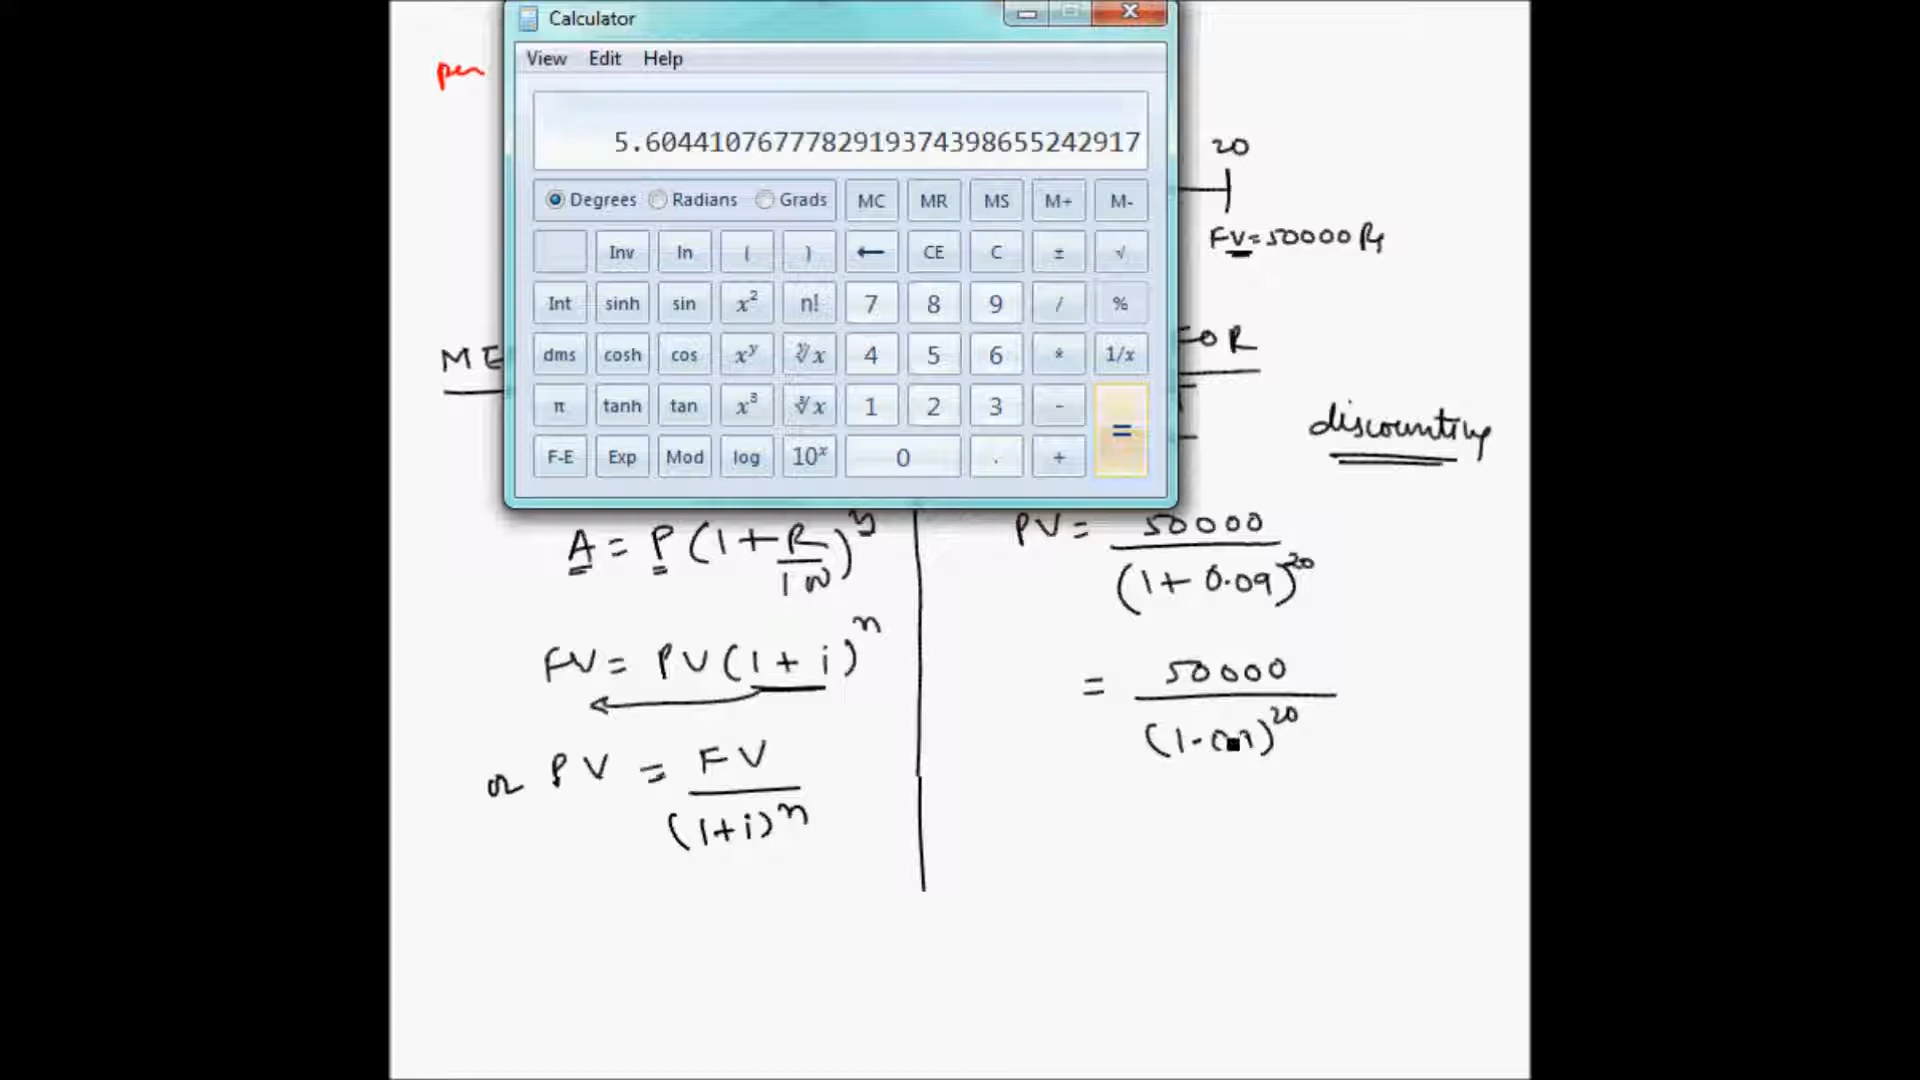 Calculator
View Edit Help
5.6044107677782919374398655242917
Degrees Radians Grads MC MR MS M+ M-
Inv ln ( ) ← CE C ± √
Int sinh sin x² n! 7 8 9 / %
dms cosh cos xʸ ʸ√x 4 5 6 * 1/x
π tanh tan x³ ³√x 1 2 3 - =
F-E Exp Mod log 10ˣ 0 . +
20
FV=50000
ME
OR
discounting
A = P(1+R/100)ⁿ
FV = PV(1+i)ⁿ
or PV = FV/(1+i)ⁿ
PV = 50000/(1+0.09)²⁰
= 50000/(1.09)²⁰